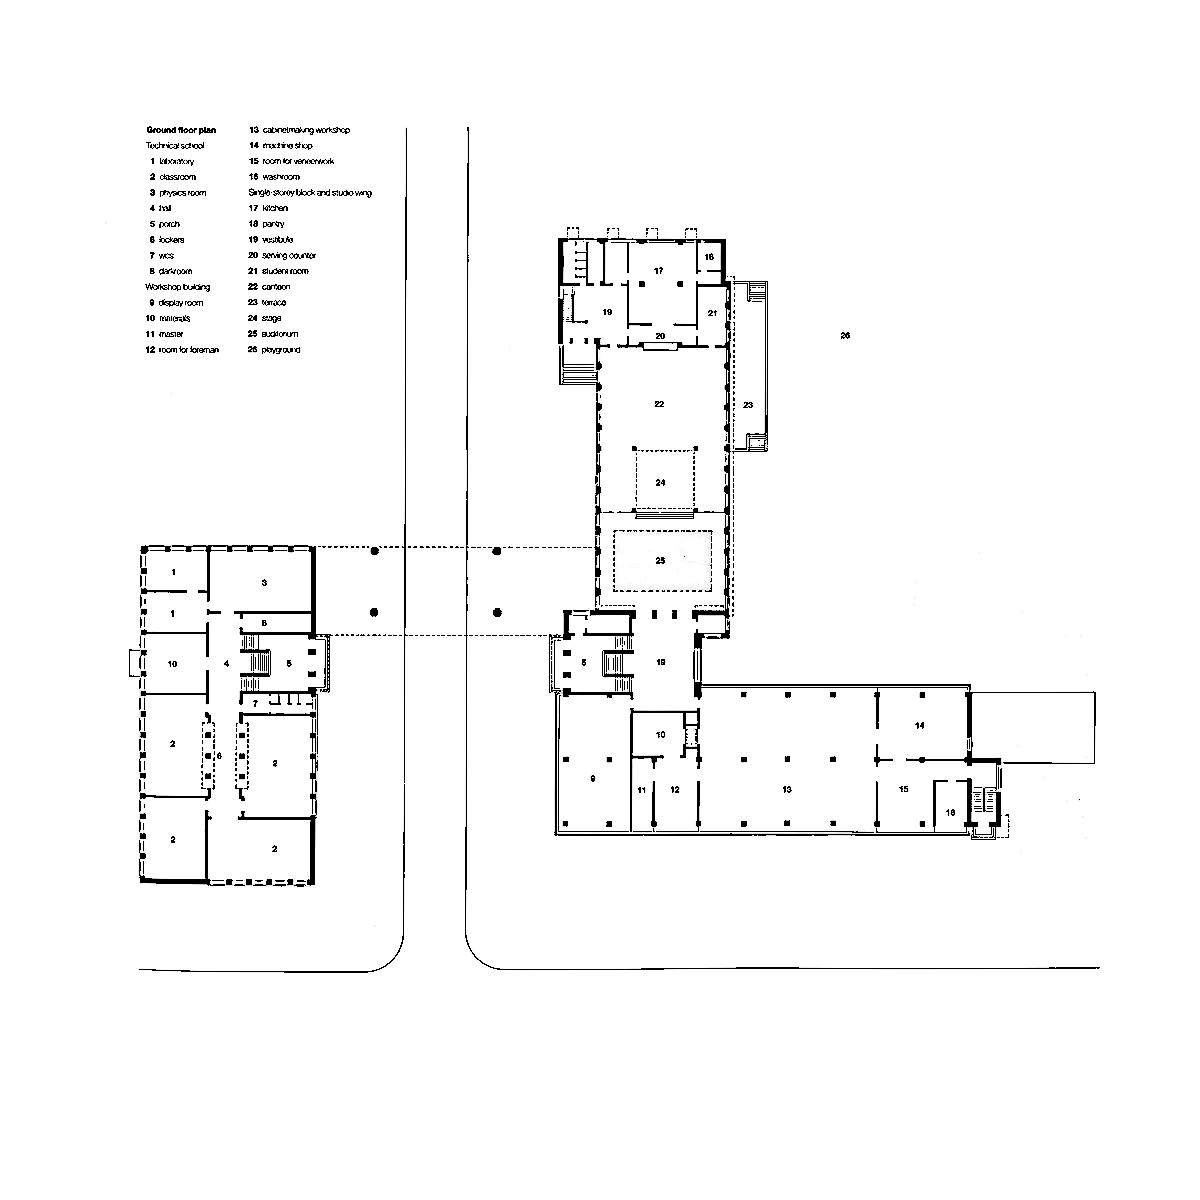 Ground floor plan
Technical school
1 laboratory
2 classroom
3 physics room
4 hall
5 porch
6 lockers
7 wcs
8 darkroom
Workshop building
9 display room
10 materials
11 master
12 room for foreman
13 cabinetmaking workshop
14 machine shop
15 room for veneerwork
16 washroom
Single-storey block and studio wing
17 kitchen
18 pantry
19 vestibule
20 serving counter
21 student room
22 canteen
23 terrace
24 stage
25 auditorium
26 playground
17
19
21
20
26
22
23
24
25
1
3
1
8
10
4
5
5
19
7
2
6
2
10
14
9
11
12
13
15
16
2
2